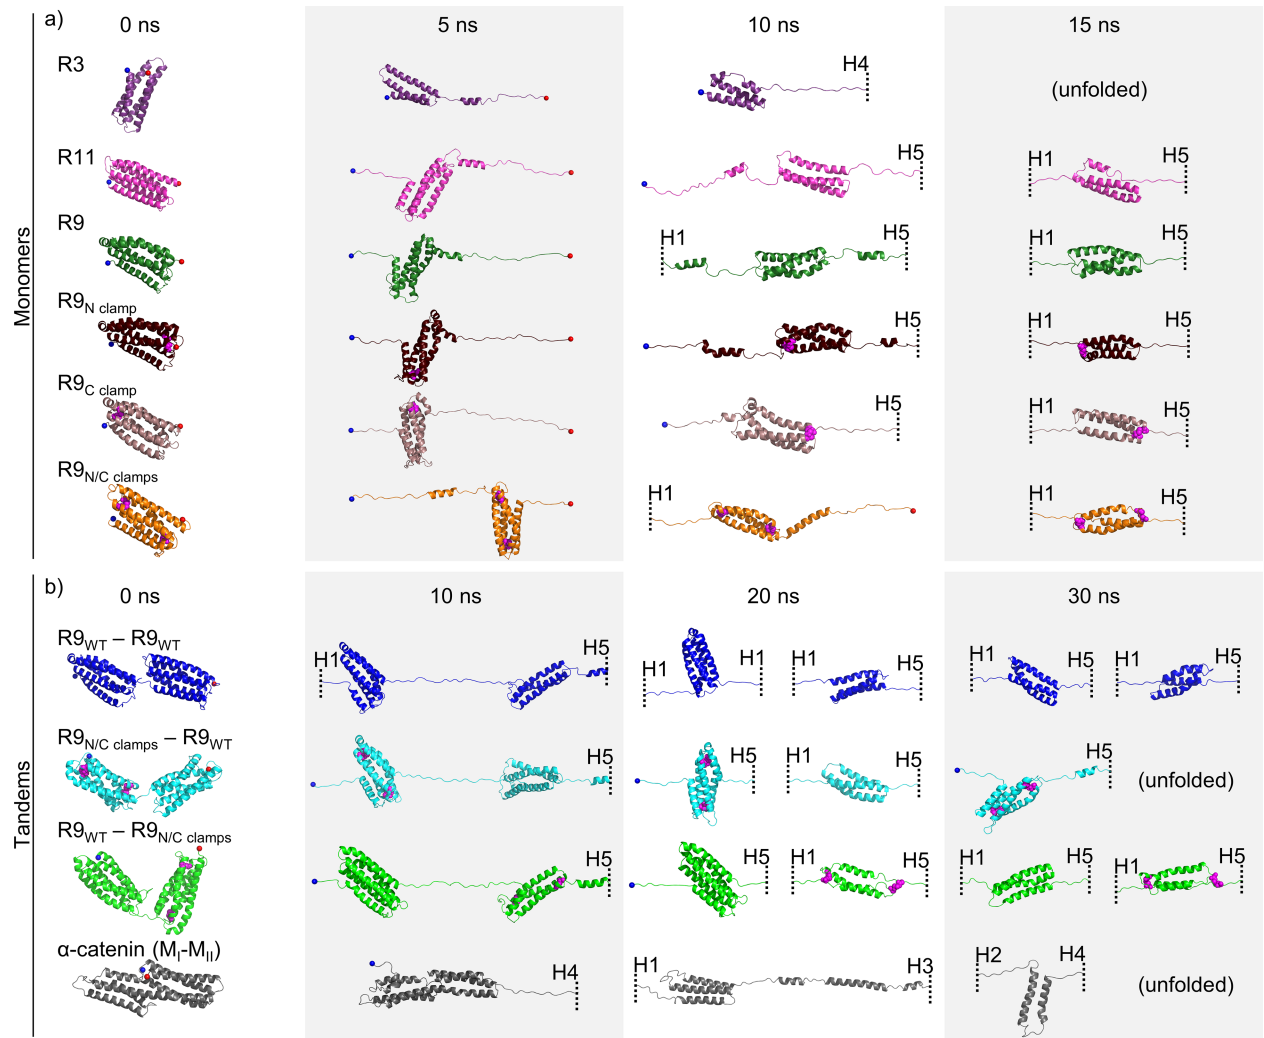 a)
0 ns 5 ns 10 ns 15 ns
Monomers
R3 H4 (unfolded)
R11 H5 H1 H5
R9 H1 H5 H1 H5
R9N clamp H5 H1 H5
R9C clamp H5 H1 H5
R9N/C clamps H1 H1 H5
b)
0 ns 10 ns 20 ns 30 ns
Tandems
R9WT – R9WT H1 H5 H1 H1 H1 H5 H1 H5 H1 H5
R9N/C clamps – R9WT H5 H5 H1 H5 H5 (unfolded)
R9WT – R9N/C clamps H5 H5 H1 H5 H1 H5 H1 H5
α-catenin (MI-MII) H4 H1 H3 H2 H4 (unfolded)